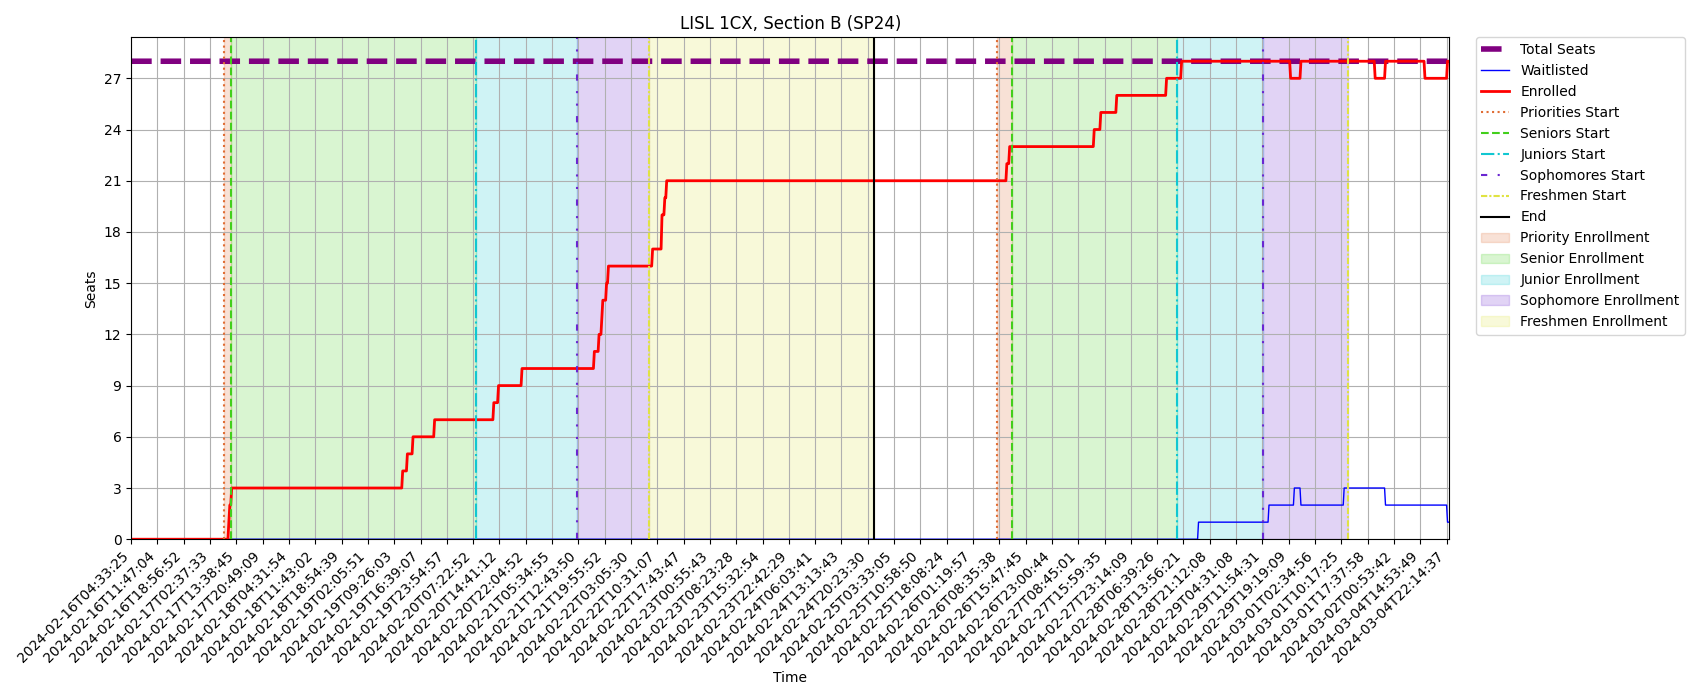 LISL 1CX, Section B (SP24)
Seats
27
24
21
18
15
12
9
6
3
0
2024-02-16T04:33:25
2024-02-16T11:47:04
2024-02-16T18:56:52
2024-02-17T02:37:33
2024-02-17T13:38:45
2024-02-17T20:49:09
2024-02-18T04:31:54
2024-02-18T11:43:02
2024-02-18T18:54:39
2024-02-19T02:05:51
2024-02-19T09:26:03
2024-02-19T16:39:07
2024-02-19T23:54:57
2024-02-20T07:22:52
2024-02-20T14:41:12
2024-02-20T22:04:52
2024-02-21T05:34:55
2024-02-21T12:43:50
2024-02-21T19:55:52
2024-02-22T03:05:30
2024-02-22T10:31:07
2024-02-22T17:43:47
2024-02-23T00:55:43
2024-02-23T08:23:28
2024-02-23T15:32:54
2024-02-23T22:42:29
2024-02-24T06:03:41
2024-02-24T13:13:43
2024-02-24T20:23:30
2024-02-25T03:33:05
2024-02-25T10:58:50
2024-02-25T18:08:24
2024-02-26T01:19:57
2024-02-26T08:35:38
2024-02-26T15:47:45
2024-02-26T23:00:44
2024-02-27T08:45:01
2024-02-27T15:59:35
2024-02-27T23:14:09
2024-02-28T06:39:26
2024-02-28T13:56:21
2024-02-28T21:12:08
2024-02-29T04:31:08
2024-02-29T11:54:31
2024-02-29T19:19:09
2024-03-01T02:34:56
2024-03-01T10:17:25
2024-03-01T17:37:58
2024-03-02T00:53:42
2024-03-04T14:53:49
2024-03-04T22:14:37
Time
Total Seats
Waitlisted
Enrolled
Priorities Start
Seniors Start
Juniors Start
Sophomores Start
Freshmen Start
End
Priority Enrollment
Senior Enrollment
Junior Enrollment
Sophomore Enrollment
Freshmen Enrollment